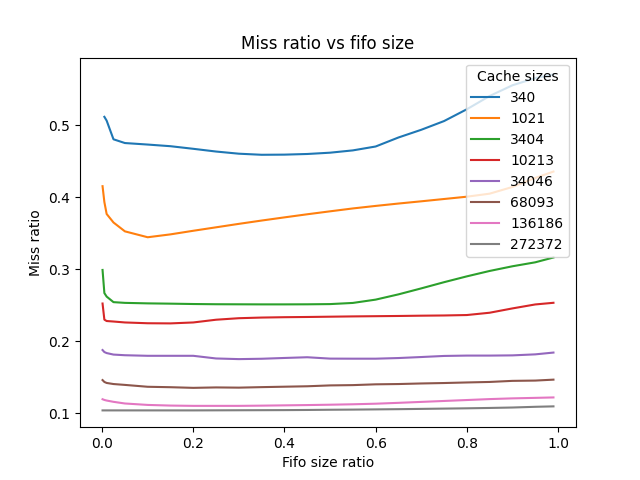 Miss ratio vs fifo size
Cache sizes
340
1021
3404
10213
34046
68093
136186
272372
0.5
0.4
0.3
0.2
0.1
Miss ratio
0.0 0.2 0.4 0.6 0.8 1.0
Fifo size ratio